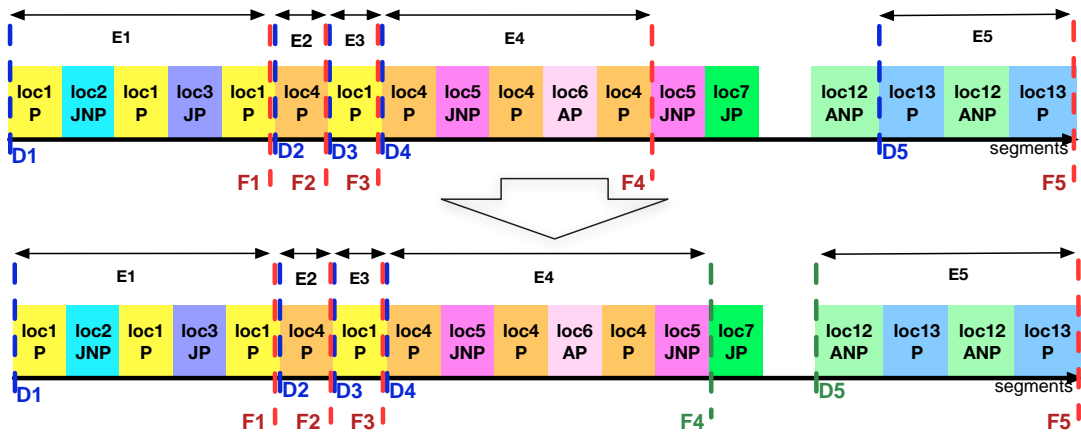 E1 E2 E3 E4 E5
loc1 loc2 loc1 loc3 loc1 loc4 loc1 loc4 loc5 loc4 loc6 loc4 loc5 loc7 loc12 loc13 loc12 loc13
P JNP P JP P P P P JNP P AP P JNP JP ANP P ANP P
D1 D2 D3 D4 D5 segments
F1 F2 F3 F4 F5
E1 E2 E3 E4 E5
loc1 loc2 loc1 loc3 loc1 loc4 loc1 loc4 loc5 loc4 loc6 loc4 loc5 loc7 loc12 loc13 loc12 loc13
P JNP P JP P P P P JNP P AP P JNP JP ANP P ANP P
D1 D2 D3 D4 D5 segments
F1 F2 F3 F4 F5